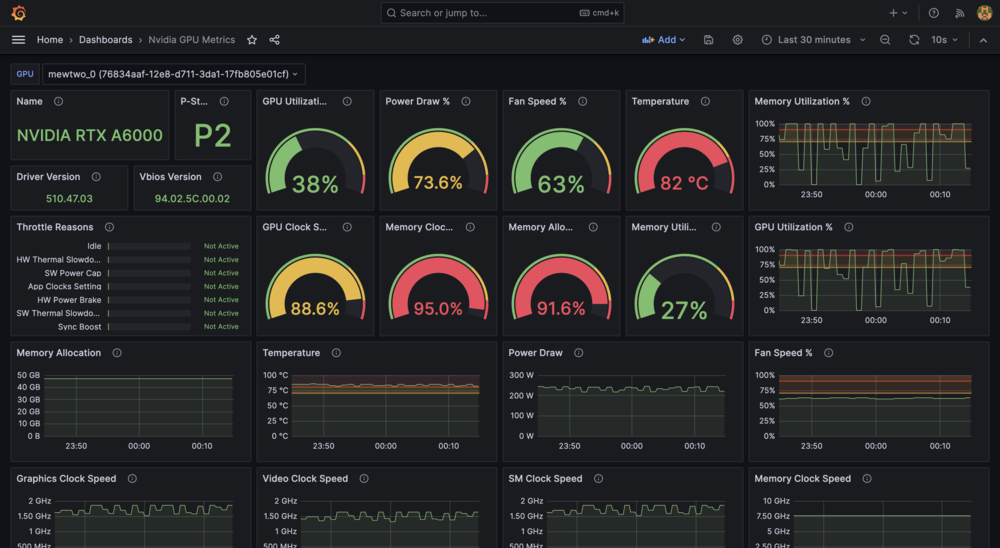 Search or jump to...
cmd+k
Home › Dashboards › Nvidia GPU Metrics
Add
Last 30 minutes
10s
GPU
mewtwo_0 (76834aaf-12e8-d711-3da1-17fb805e01cf)
Name
NVIDIA RTX A6000
P-St...
P2
Driver Version
510.47.03
Vbios Version
94.02.5C.00.02
GPU Utilizati...
38%
Power Draw %
73.6%
Fan Speed %
63%
Temperature
82 °C
Memory Utilization %
100%
75%
50%
25%
0%
23:50
00:00
00:10
Throttle Reasons
Idle
Not Active
HW Thermal Slowdo...
Not Active
SW Power Cap
Not Active
App Clocks Setting
Not Active
HW Power Brake
Not Active
SW Thermal Slowdo...
Not Active
Sync Boost
Not Active
GPU Clock S...
88.6%
Memory Cloc...
95.0%
Memory Allo...
91.6%
Memory Utili...
27%
GPU Utilization %
100%
75%
50%
25%
0%
23:50
00:00
00:10
Memory Allocation
50 GB
40 GB
30 GB
20 GB
10 GB
0 B
23:50
00:00
00:10
Temperature
100 °C
75 °C
50 °C
25 °C
0 °C
23:50
00:00
00:10
Power Draw
300 W
200 W
100 W
0 W
23:50
00:00
00:10
Fan Speed %
100%
75%
50%
25%
0%
23:50
00:00
00:10
Graphics Clock Speed
2 GHz
1.50 GHz
1 GHz
500 MHz
Video Clock Speed
2 GHz
1.50 GHz
1 GHz
500 MHz
SM Clock Speed
2 GHz
1.50 GHz
1 GHz
500 MHz
Memory Clock Speed
10 GHz
7.50 GHz
5 GHz
2.50 GHz